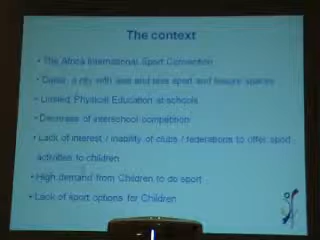 The context
• The Africa International Sport Convention
• Dakar: a city with less and less sport and leisure spaces
• Limited Physical Education at schools
• Decrease of interschool competition
• Lack of interest / inability of clubs / federations to offer sport
activities to children
• High demand from Children to do sport
• Lack of sport options for Children